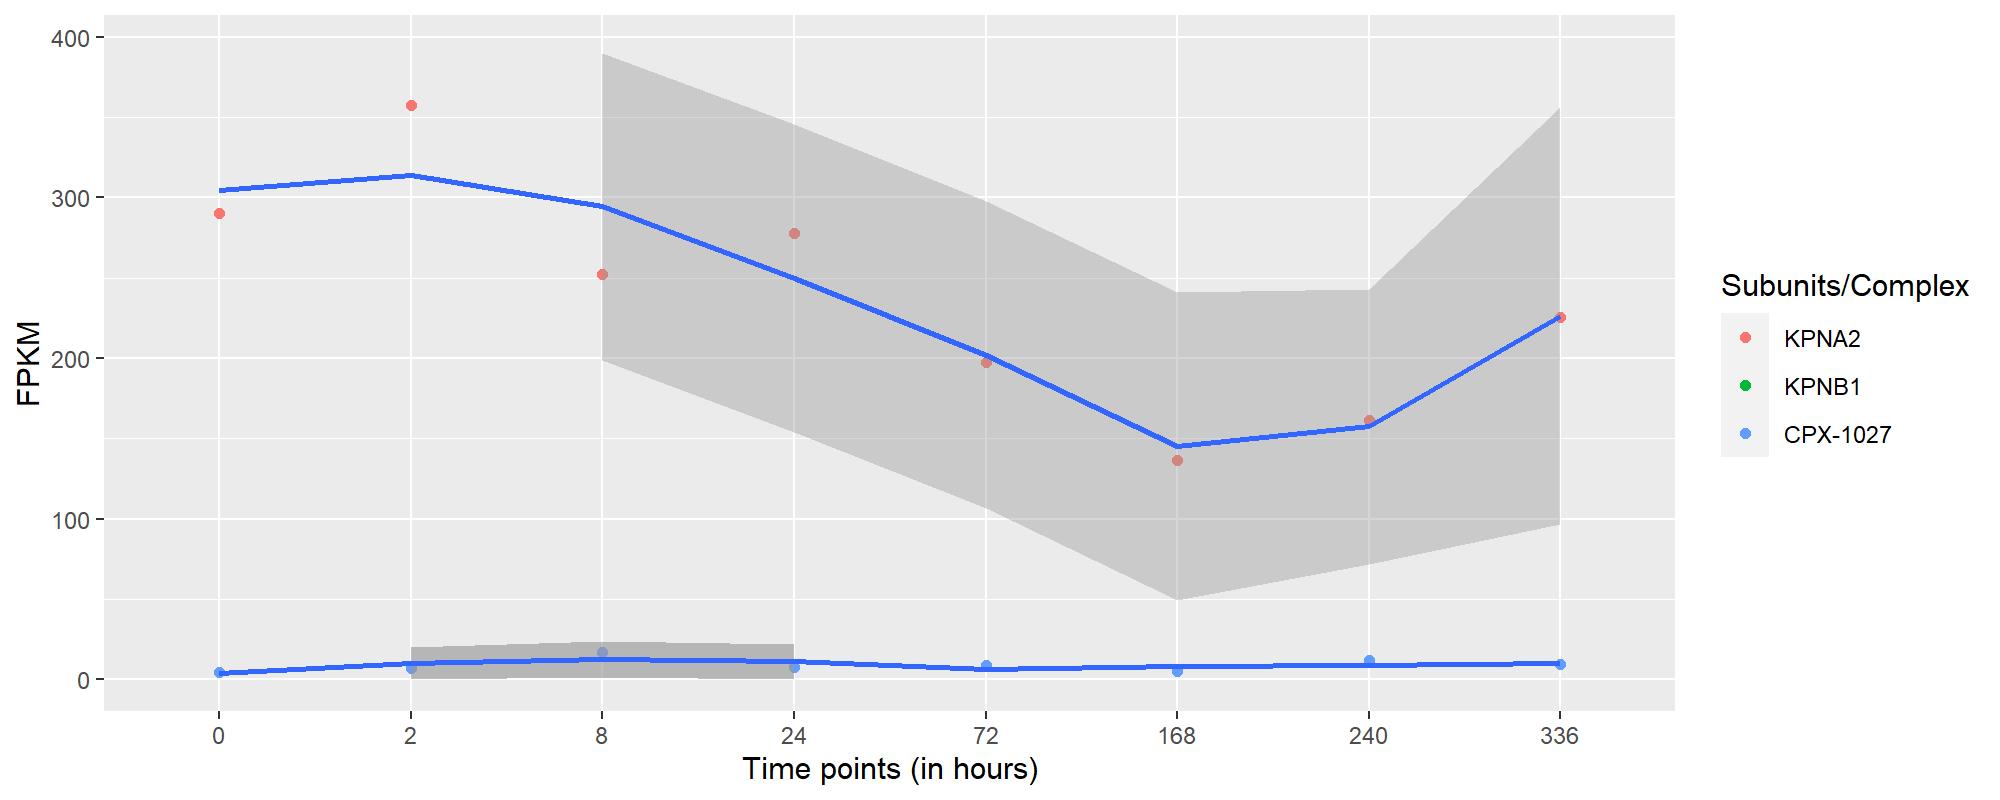 400
300
200
100
0
FPKM
0 2 8 24 72 168 240 336
Time points (in hours)
Subunits/Complex
KPNA2
KPNB1
CPX-1027